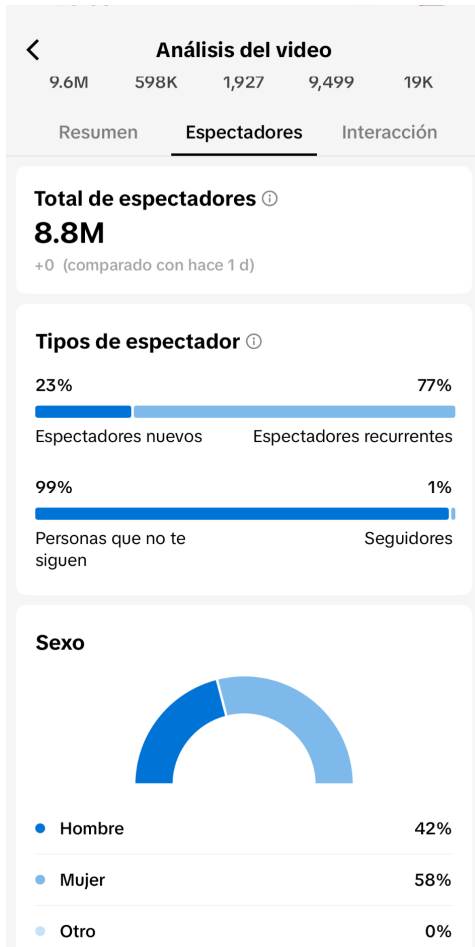 Análisis del video
9.6M 598K 1,927 9,499 19K
Resumen Espectadores Interacción
Total de espectadores
8.8M
+0 (comparado con hace 1 d)
Tipos de espectador
23% 77%
Espectadores nuevos Espectadores recurrentes
99% 1%
Personas que no te Seguidores
siguen
Sexo
Hombre 42%
Mujer 58%
Otro 0%